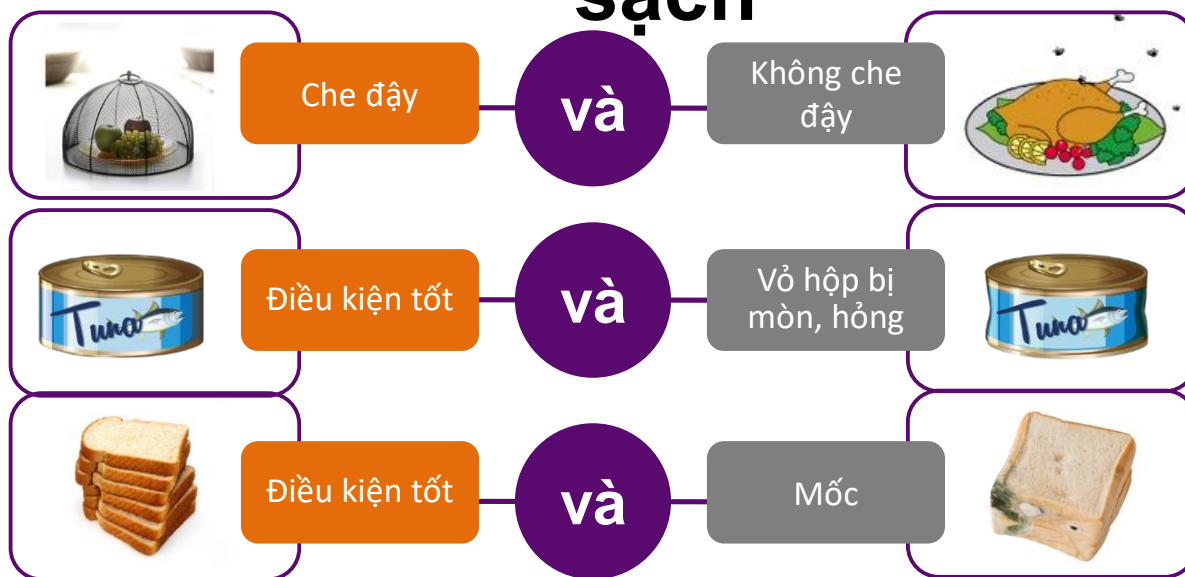 sạch
Che đậy
và
Không che
đậy
Tuna
Điều kiện tốt
và
Vỏ hộp bị
mòn, hỏng
Tuna
Điều kiện tốt
và
Mốc